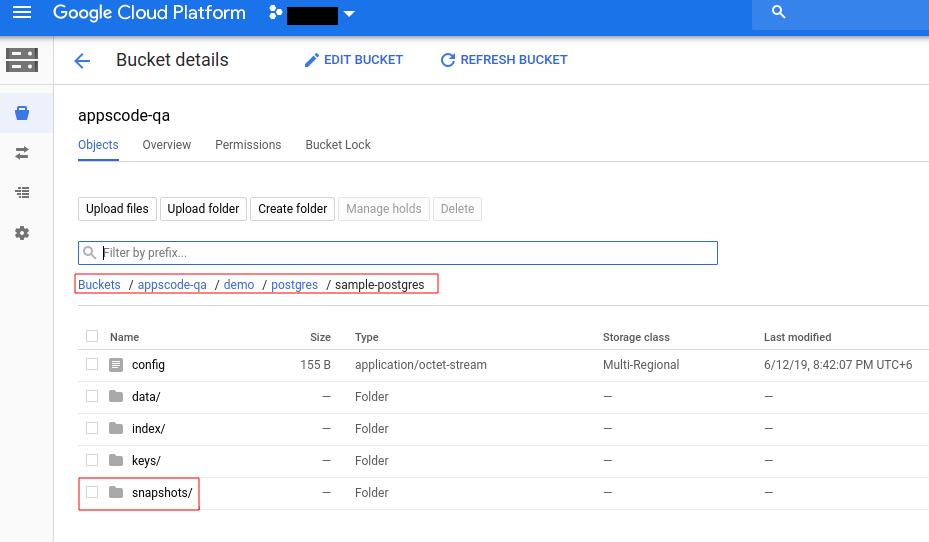 Google Cloud Platform
Bucket details EDIT BUCKET REFRESH BUCKET
appscode-qa
Objects Overview Permissions Bucket Lock
Upload files Upload folder Create folder Manage holds Delete
Filter by prefix...
Buckets / appscode-qa / demo / postgres / sample-postgres
Name Size Type Storage class Last modified
config 155 B application/octet-stream Multi-Regional 6/12/19, 8:42:07 PM UTC+6
data/ — Folder — —
index/ — Folder — —
keys/ — Folder — —
snapshots/ — Folder — —